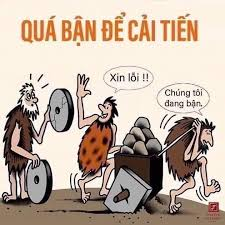 QUÁ BẬN ĐỂ CẢI TIẾN
Xin lỗi !!
Chúng tôi
đang bận.